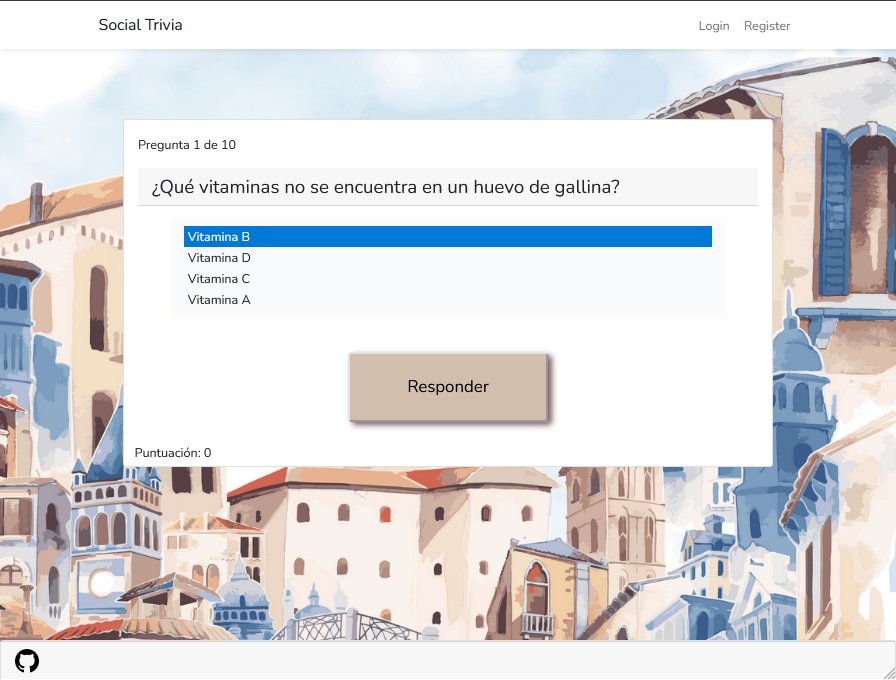 Social Trivia
Login
Register
Pregunta 1 de 10
¿Qué vitaminas no se encuentra en un huevo de gallina?
Vitamina B
Vitamina D
Vitamina C
Vitamina A
Responder
Puntuación: 0